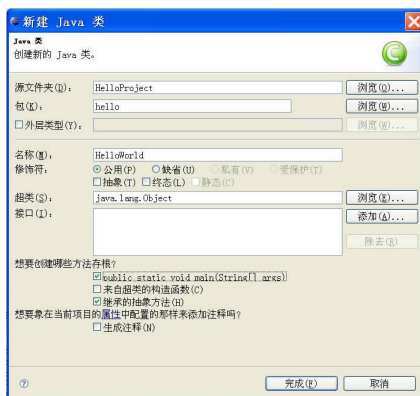 新建 Java 类
Java 类
创建新的 Java 类。
C
源文件夹(D): HelloProject 浏览(O)...
包(K): hello 浏览(W)...
外层类型(Y): 浏览(W)...
名称(M): HelloWorld
修饰符: 公用(P) 缺省(U) 私有(V) 受保护(T)
抽象(T) 终态(L) 静态(C)
超类(S): java.lang.Object 浏览(E)...
接口(I): 添加(A)...
除去(R)
想要创建哪些方法存根?
public static void main(String[] args)
来自超类的构造函数(C)
继承的抽象方法(H)
想要象在当前项目的属性中配置的那样来添加注释吗?
生成注释(N)
? 完成(F) 取消